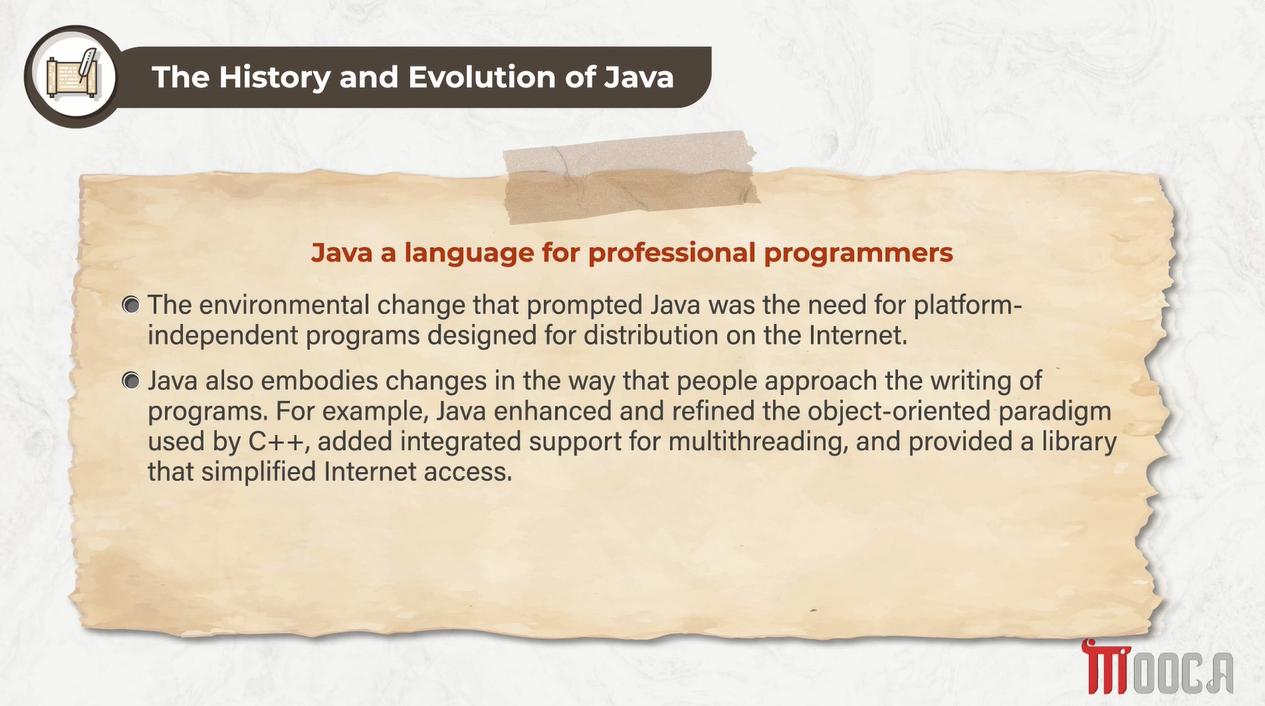 The History and Evolution of Java
Java a language for professional programmers
The environmental change that prompted Java was the need for platform-
independent programs designed for distribution on the Internet.
Java also embodies changes in the way that people approach the writing of
programs. For example, Java enhanced and refined the object-oriented paradigm
used by C++, added integrated support for multithreading, and provided a library
that simplified Internet access.
MOOCA